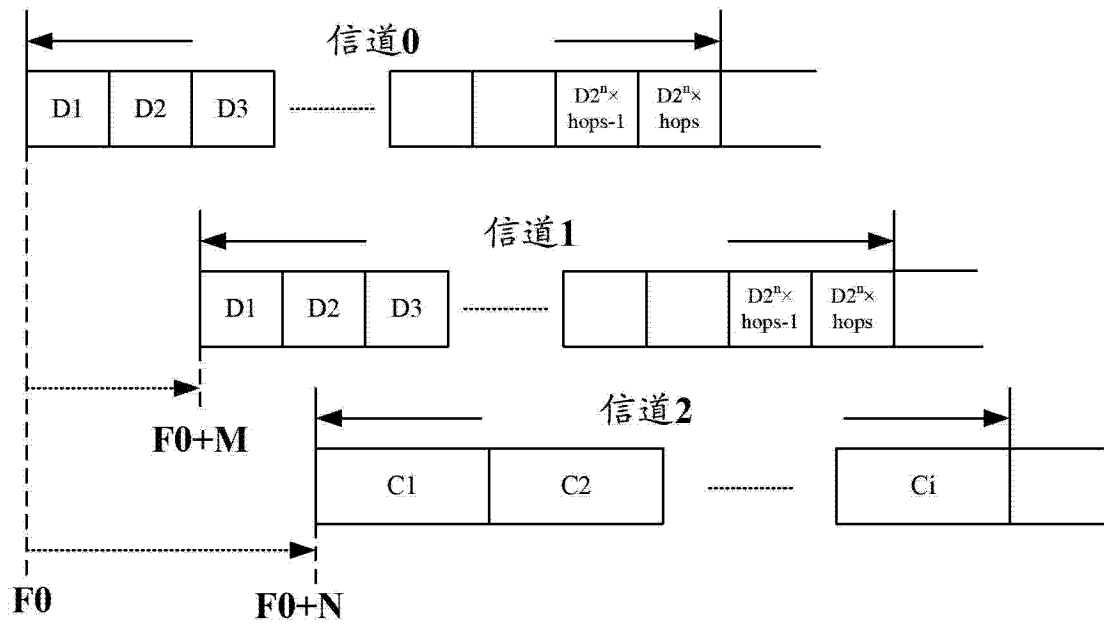 信道0
D1 D2 D3 D2ⁿ× hops-1 D2ⁿ× hops
信道1
D1 D2 D3 D2ⁿ× hops-1 D2ⁿ× hops
F0+M
信道2
C1 C2 Ci
F0 F0+N